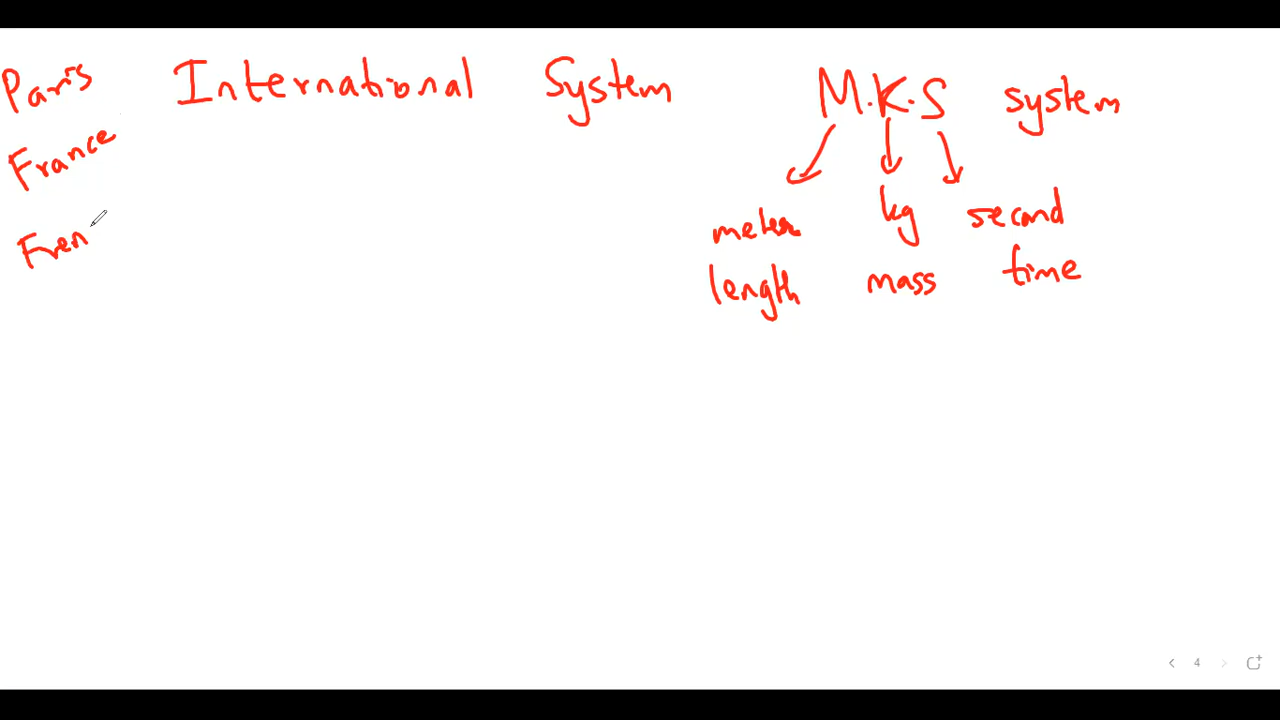 Paris International System M.K.S system
France
meter kg second
Fren
length mass time
4